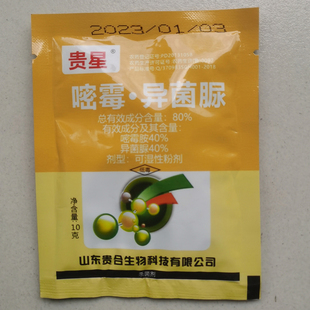 2023/01/03
贵星
嘧霉·异菌脲
总有效成分含量：80%
有效成分及其含量：
嘧霉胺40%
异菌脲40%
剂型：可湿性粉剂
净含量
10克
山东贵合生物科技有限公司
杀菌剂